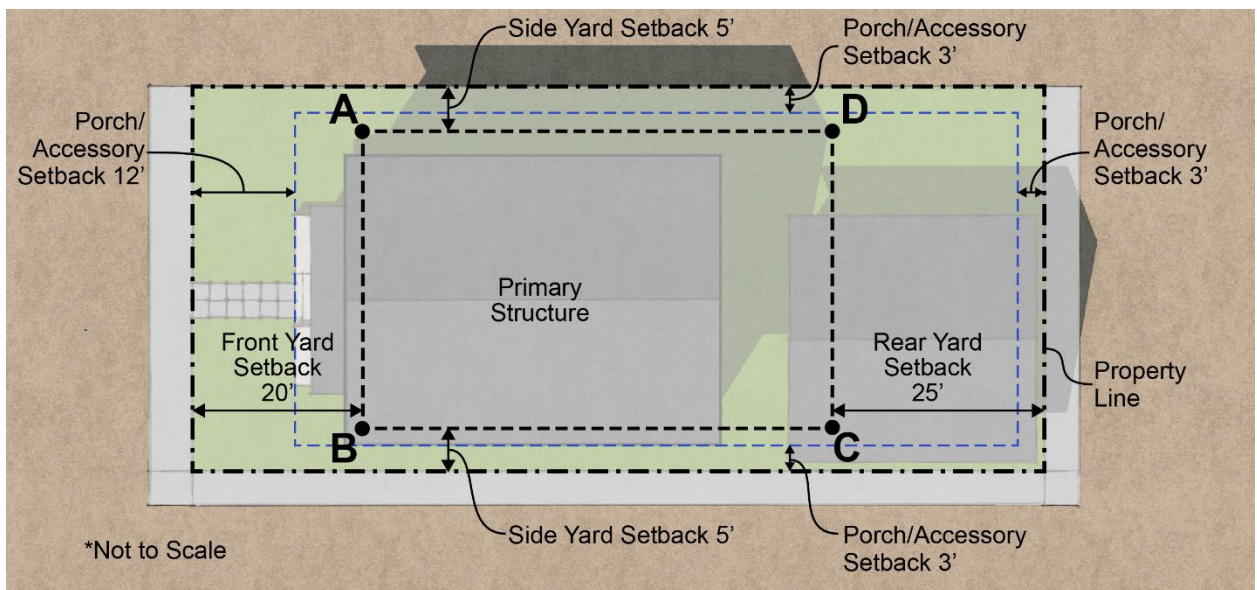 Side Yard Setback 5’
Porch/Accessory
Setback 3’
A
D
Porch/
Accessory
Setback 12’
Porch/
Accessory
Setback 3’
Primary
Structure
Front Yard
Setback
20’
Rear Yard
Setback
25’
Property
Line
B
C
Side Yard Setback 5’
Porch/Accessory
Setback 3’
*Not to Scale